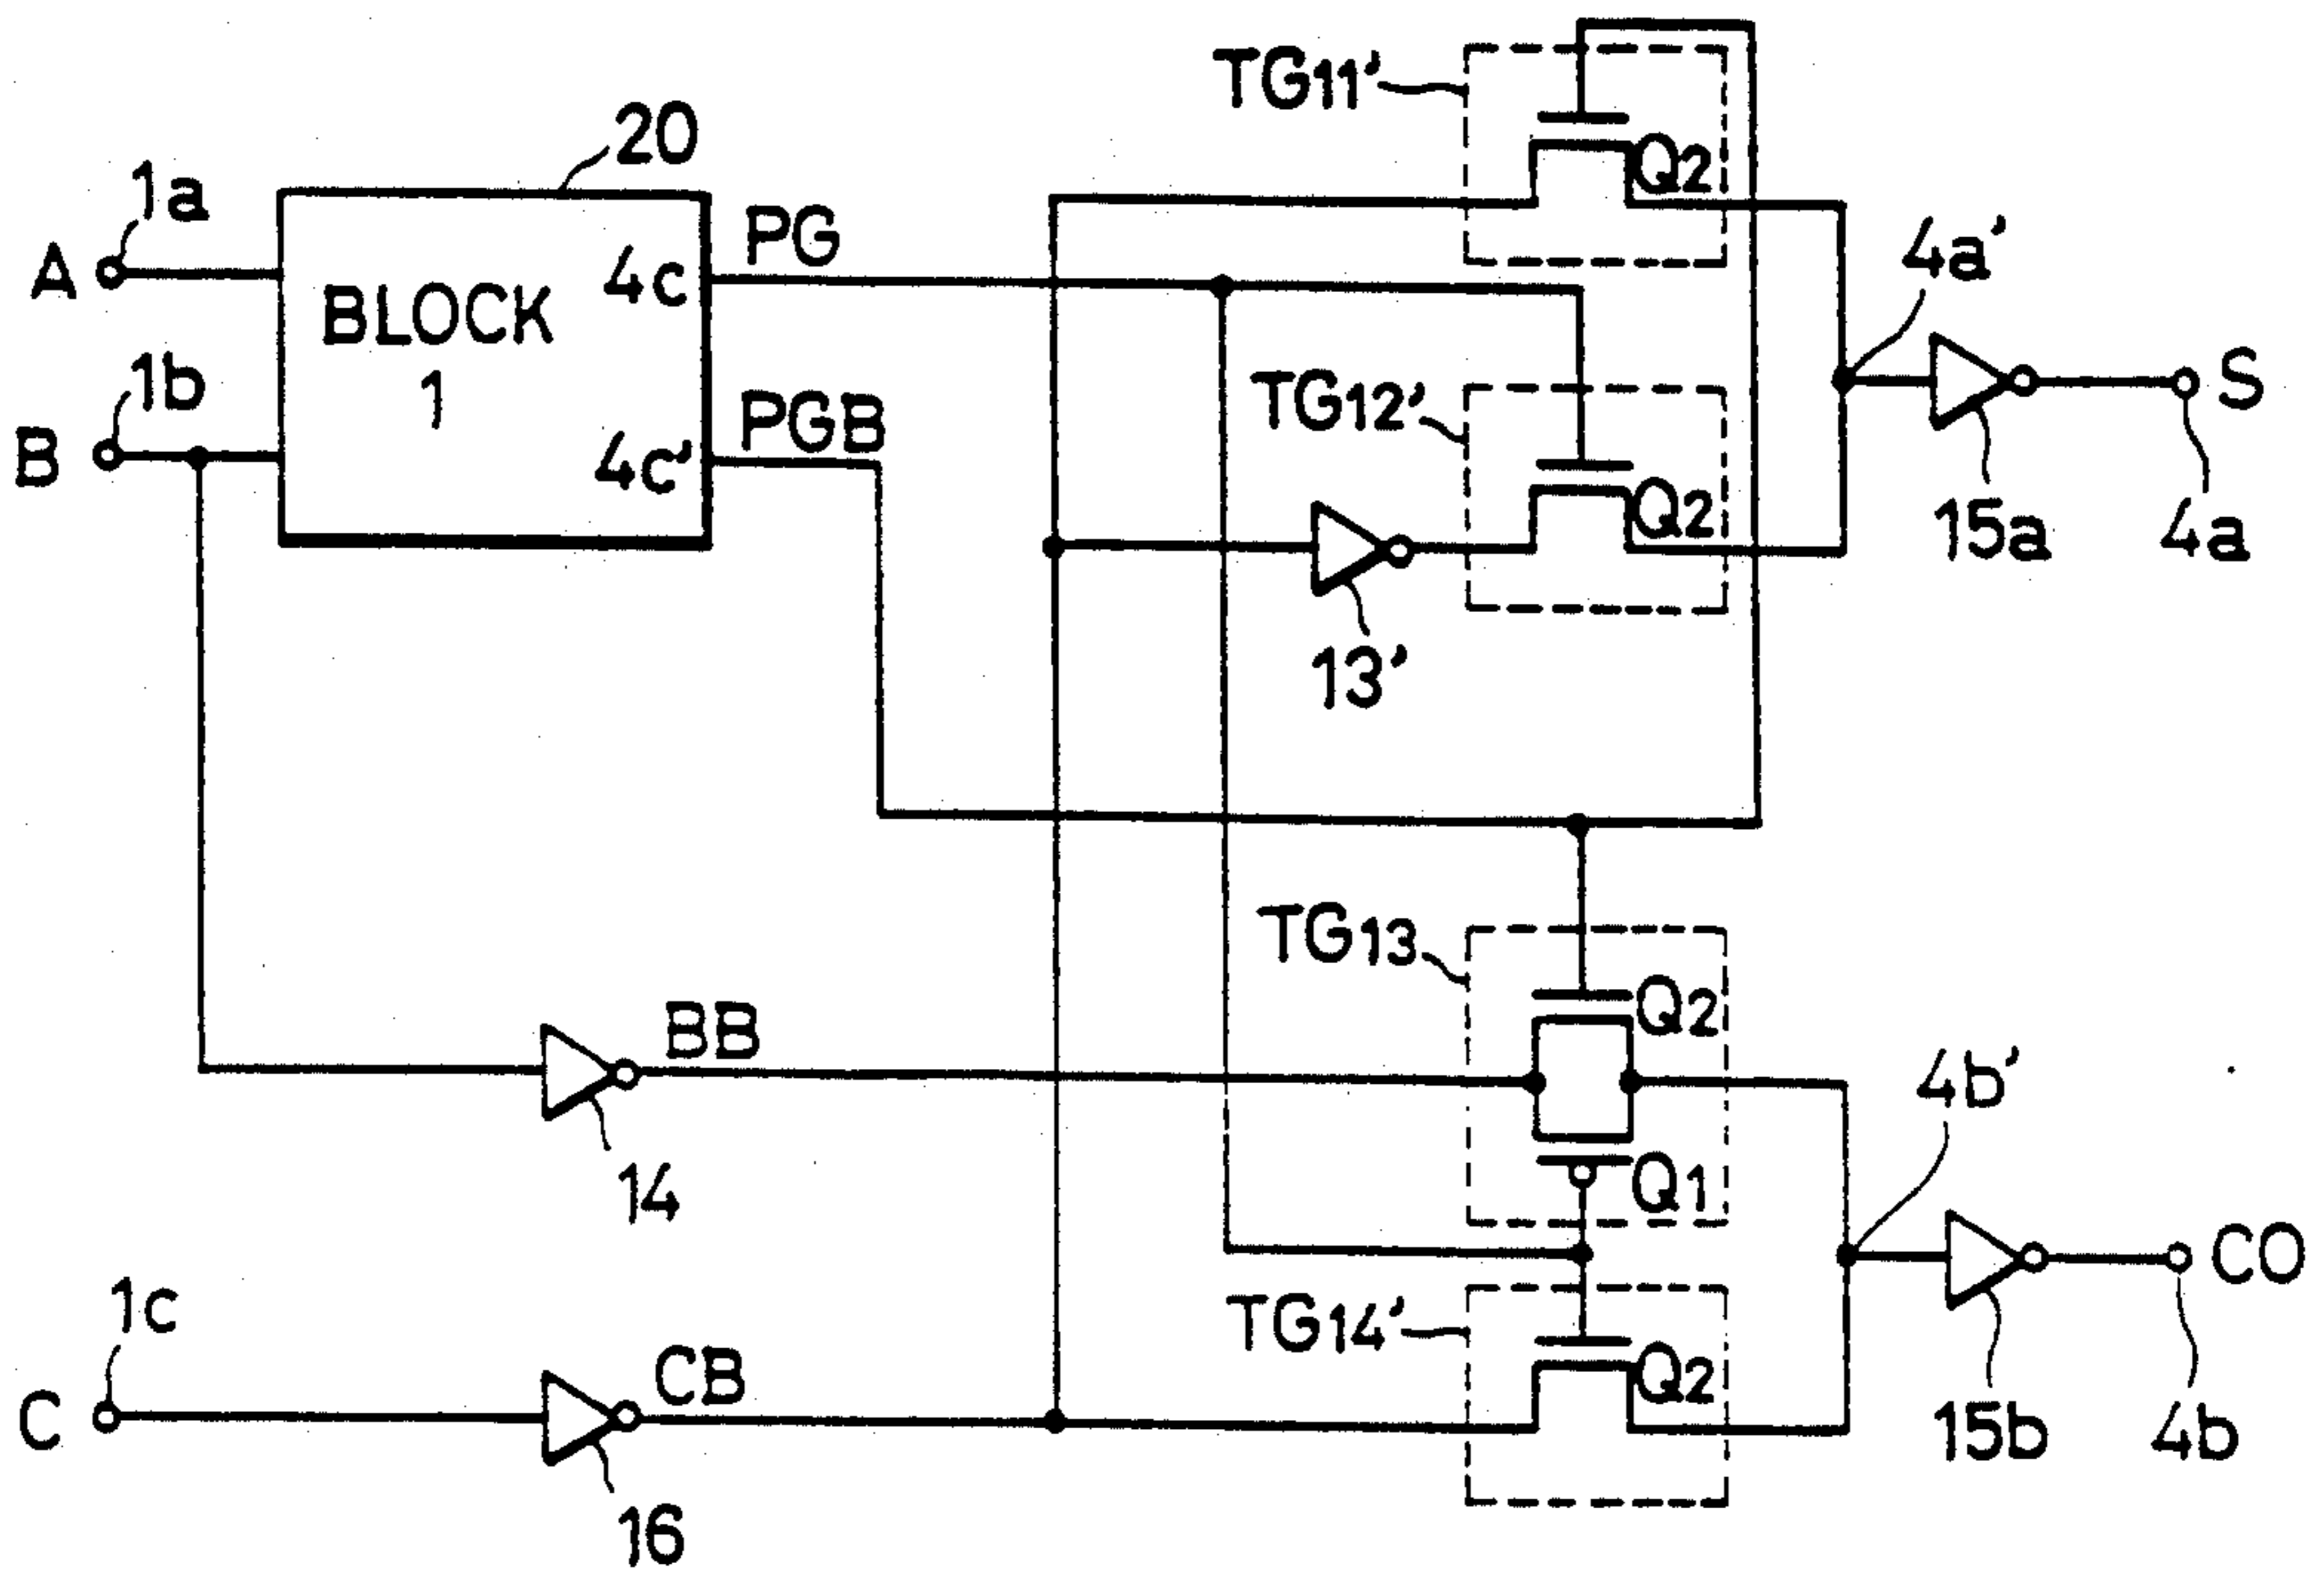 TG11'
Q2
20
1a
A
PG
4c
BLOCK
1
4a'
S
1b
B
PGB
4c'
TG12'
Q2
15a
4a
13'
TG13
Q2
BB
14
Q1
4b'
CO
1c
C
CB
16
TG14'
Q2
15b
4b